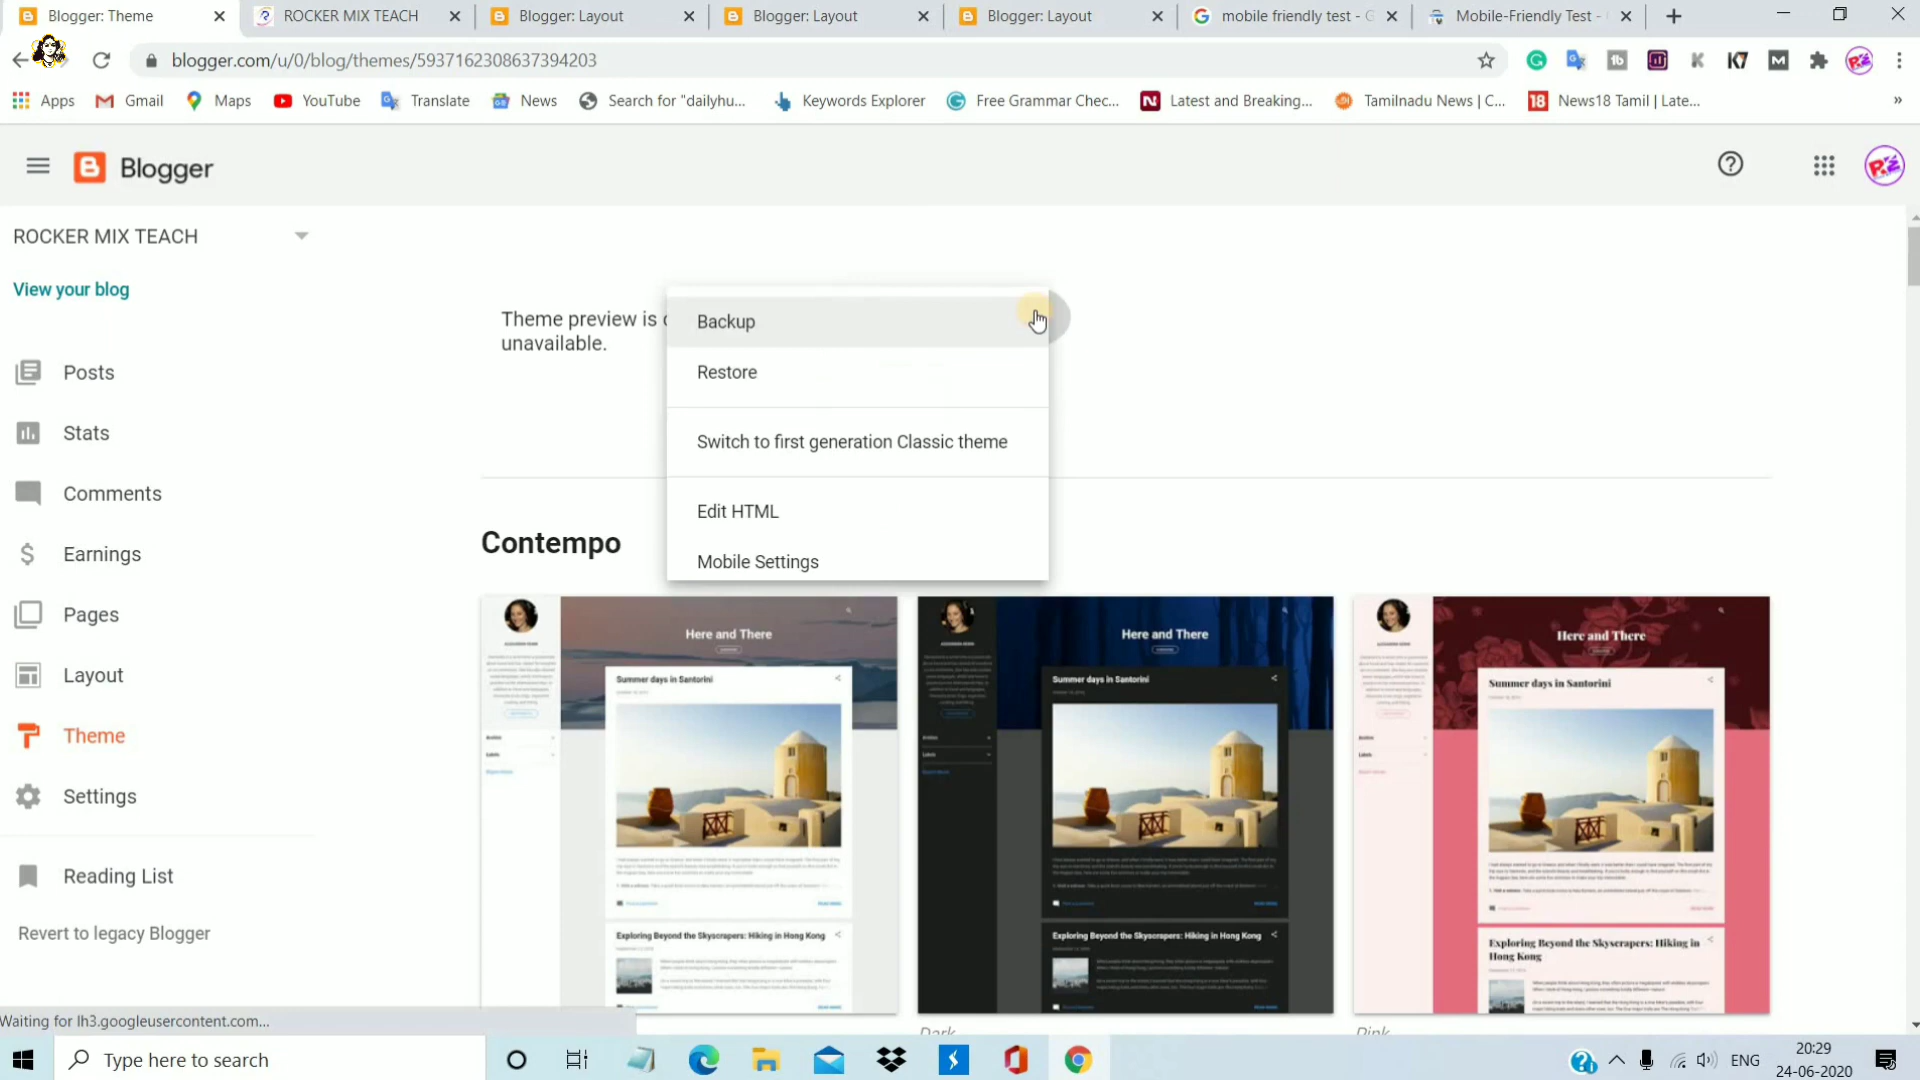 Blogger: Theme
ROCKER MIX TEACH
Blogger: Layout
Blogger: Layout
Blogger: Layout
mobile friendly test - G
Mobile-Friendly Test -
blogger.com/u/0/blog/themes/5937162308637394203
Apps
Gmail
Maps
YouTube
Translate
News
Search for "dailyhu...
Keywords Explorer
Free Grammar Chec...
Latest and Breaking...
Tamilnadu News | C...
News18 Tamil | Late...
Blogger
ROCKER MIX TEACH
View your blog
Posts
Stats
Comments
Earnings
Pages
Layout
Theme
Settings
Reading List
Revert to legacy Blogger
Theme preview is
unavailable.
Backup
Restore
Switch to first generation Classic theme
Edit HTML
Mobile Settings
Contempo
Here and There
Summer days in Santorini
Exploring Beyond the Skyscrapers: Hiking in Hong Kong
Here and There
Summer days in Santorini
Exploring Beyond the Skyscrapers: Hiking in Hong Kong
Dark
Here and There
Summer days in Santorini
Exploring Beyond the Skyscrapers: Hiking in
Hong Kong
Pink
Waiting for lh3.googleusercontent.com...
Type here to search
ENG
20:29
24-06-2020